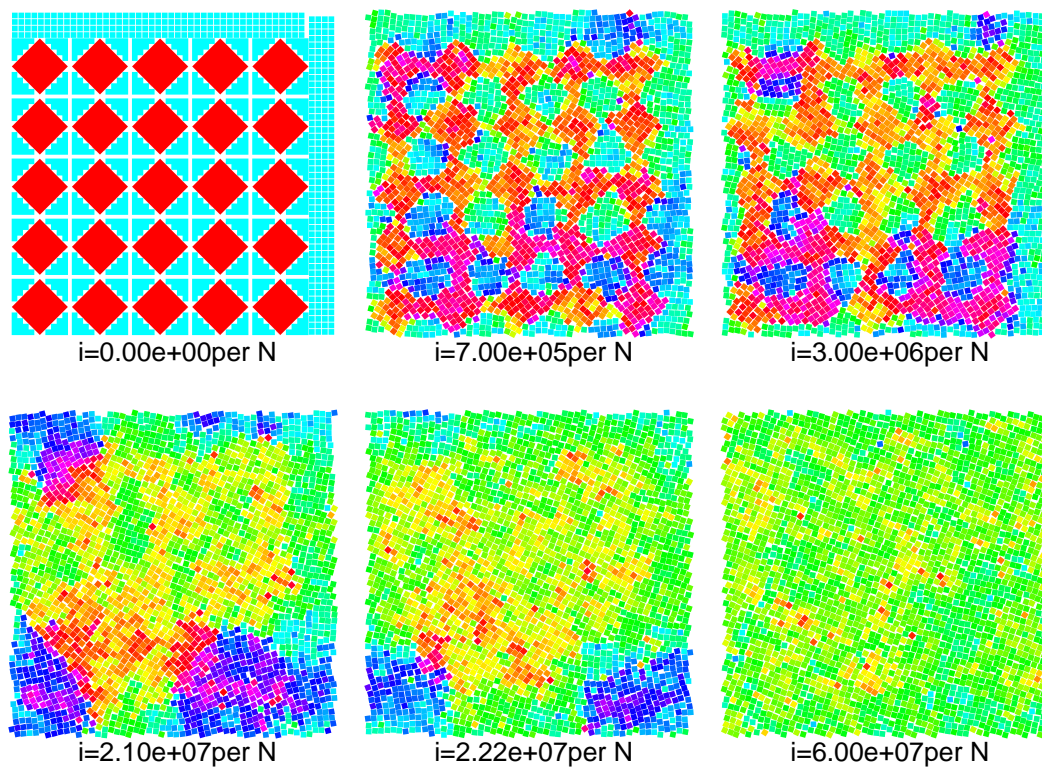 i=0.00e+00per N
i=7.00e+05per N
i=3.00e+06per N
i=2.10e+07per N
i=2.22e+07per N
i=6.00e+07per N